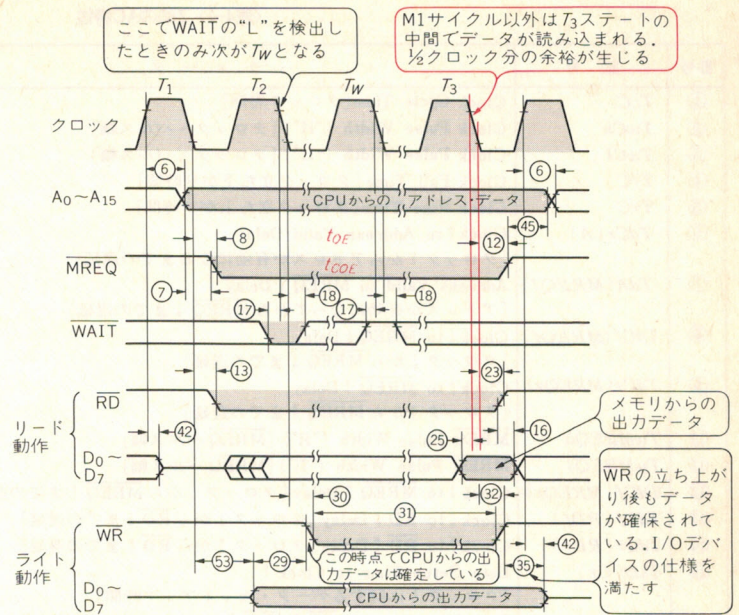 ここでWAITの“L”を検出し
たときのみ次がTWとなる
M1サイクル以外はT3ステートの
中間でデータが読み込まれる.
½クロック分の余裕が生じる
T1 T2 TW T3
クロック
⑥ ⑥
A0〜A15 CPUからの アドレス・データ
⑧ tOE ⑫ ㊺
MREQ tCOE
⑦ ⑱ ⑱
⑰ ⑰
WAIT
⑬ ㉓
RD
リード
動作
メモリからの
出力データ
㊷ ㉕ ⑯
D0〜
D7
㉚ ㉜
㉛
WR
WRの立ち上が
り後もデータ
が確保されて
いる.I/Oデバ
イスの仕様を
満たす
ライト
動作
53 ㉙ この時点でCPUからの出
力データは確定している ㊷
㉟
D0〜
D7 CPUからの出力データ